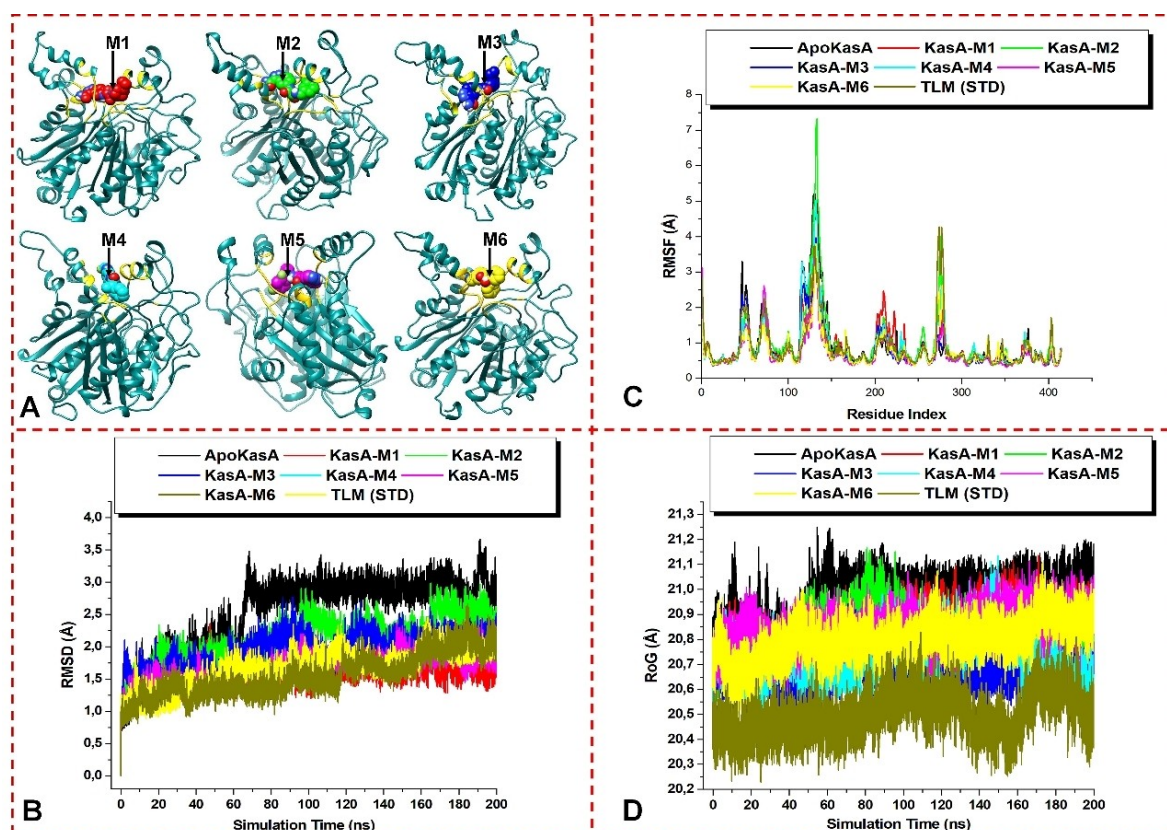 M1 M2 M3
M4 M5 M6
A
ApoKasA KasA-M1 KasA-M2
KasA-M3 KasA-M4 KasA-M5
KasA-M6 TLM (STD)
8
7
6
5
4
3
2
1
0
RMSF (Å)
0 100 200 300 400
Residue Index
C
ApoKasA KasA-M1 KasA-M2
KasA-M3 KasA-M4 KasA-M5
KasA-M6 TLM (STD)
4,0
3,5
3,0
2,5
2,0
1,5
1,0
0,5
0,0
RMSD (Å)
0 20 40 60 80 100 120 140 160 180 200
Simulation Time (ns)
B
ApoKasA KasA-M1 KasA-M2
KasA-M3 KasA-M4 KasA-M5
KasA-M6 TLM (STD)
21,3
21,2
21,1
21,0
20,9
20,8
20,7
20,6
20,5
20,4
20,3
20,2
RoG (Å)
0 20 40 60 80 100 120 140 160 180 200
Simulation Time (ns)
D